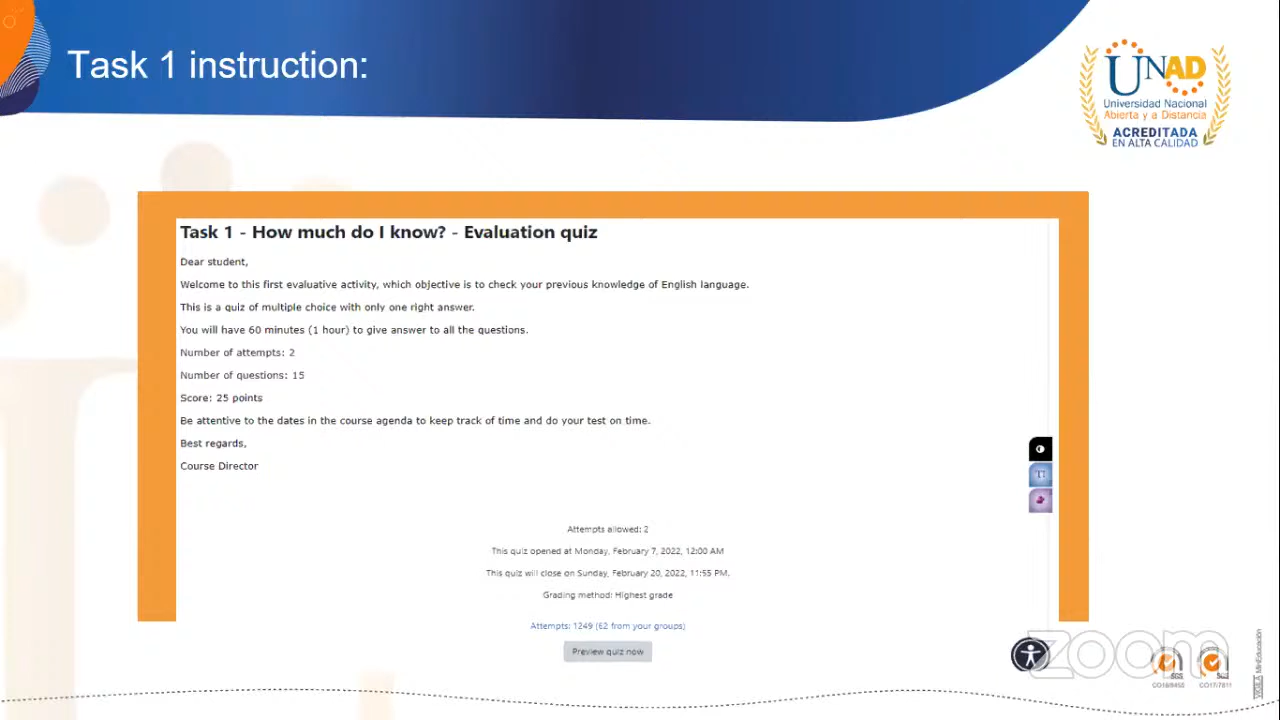 Task 1 instruction:
UNAD
Universidad Nacional
Abierta y a Distancia
ACREDITADA
EN ALTA CALIDAD
Task 1 - How much do I know? - Evaluation quiz
Dear student,
Welcome to this first evaluative activity, which objective is to check your previous knowledge of English language.
This is a quiz of multiple choice with only one right answer.
You will have 60 minutes (1 hour) to give answer to all the questions.
Number of attempts: 2
Number of questions: 15
Score: 25 points
Be attentive to the dates in the course agenda to keep track of time and do your test on time.
Best regards,
Course Director
Attempts allowed: 2
This quiz opened at Monday, February 7, 2022, 12:00 AM
This quiz will close on Sunday, February 20, 2022, 11:55 PM.
Grading method: Highest grade
Attempts: 1249 (62 from your groups)
Preview quiz now
zoom
SGS SGS
VIGILADA MinEducación